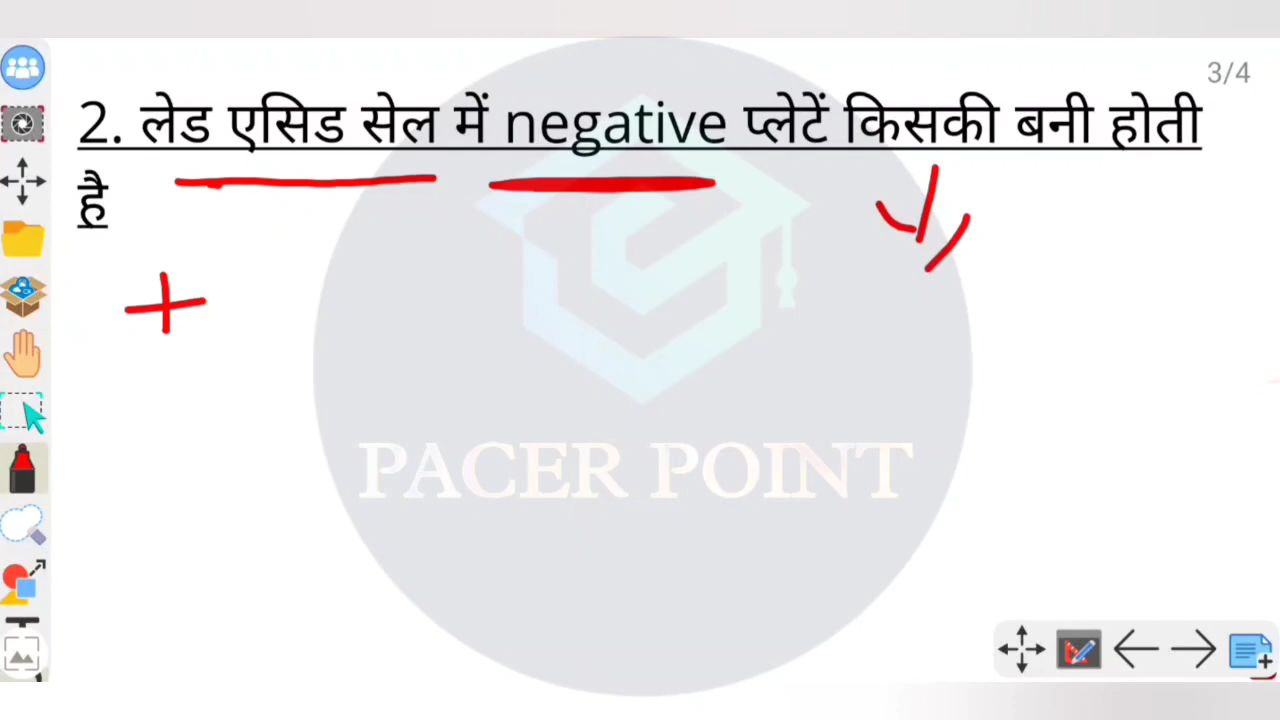 3/4
2. लेड एसिड सेल में negative प्लेटें किसकी बनी होती
है
+
PACER POINT